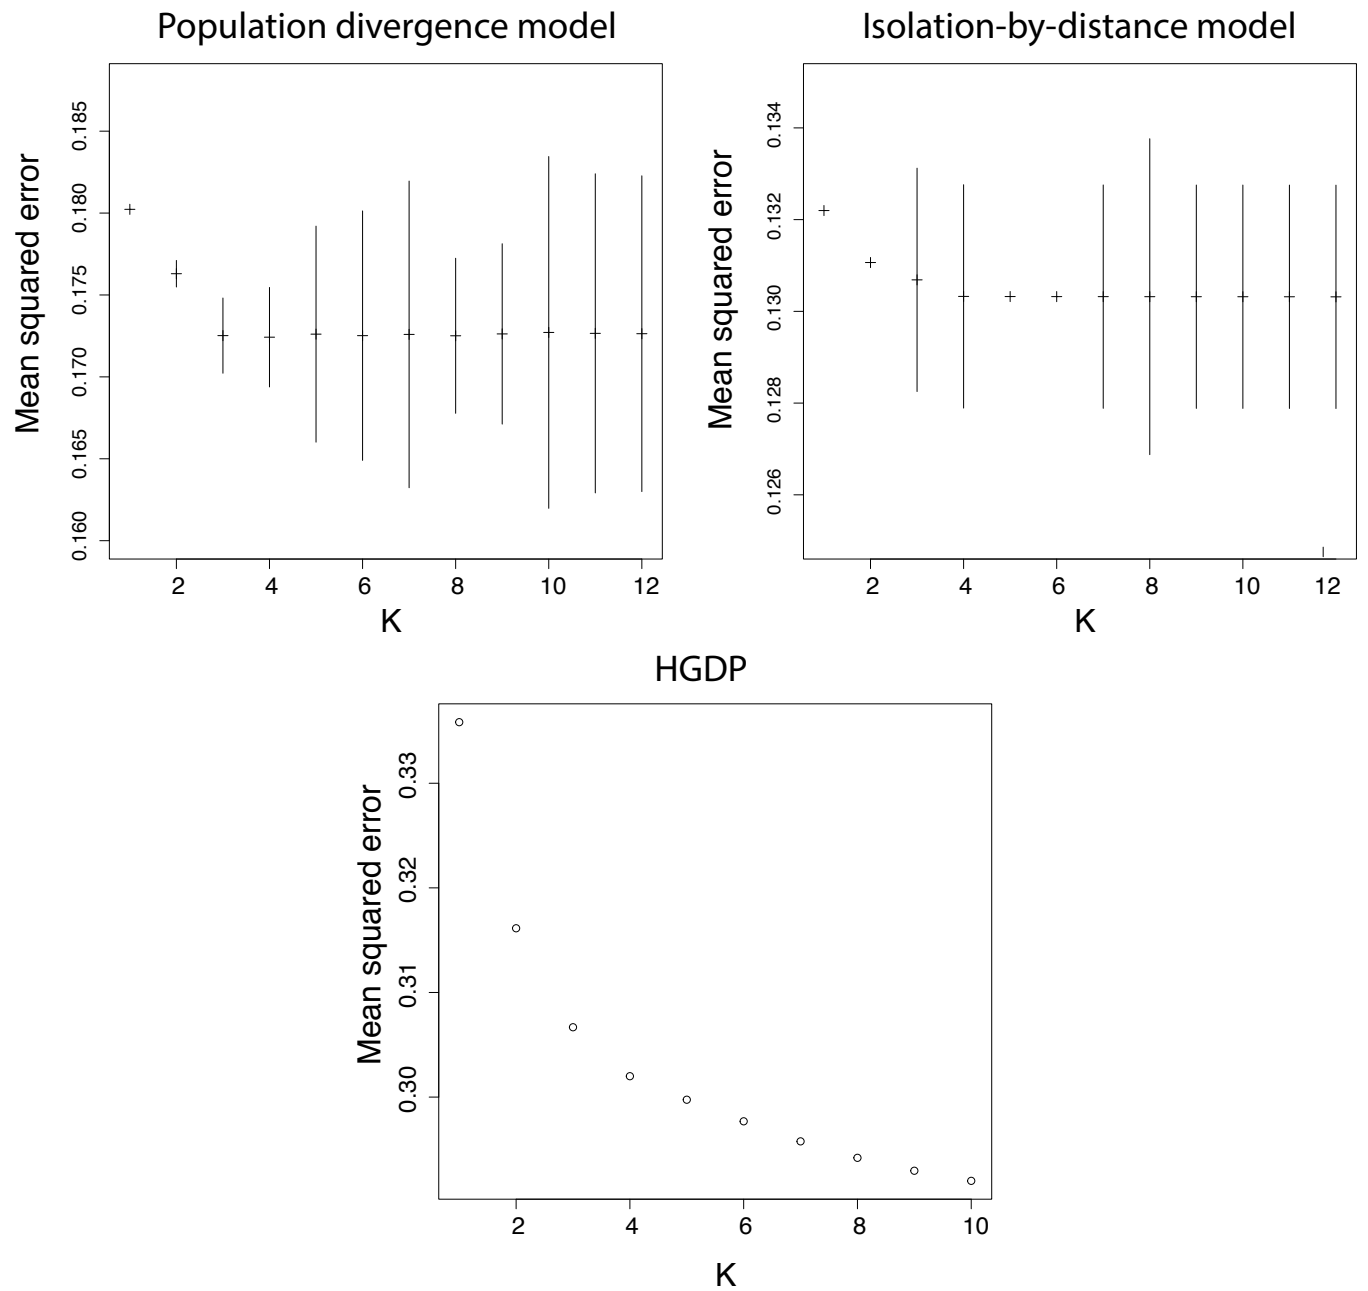 Population divergence model
Isolation-by-distance model
Mean squared error
0.160 0.165 0.170 0.175 0.180 0.185
2 4 6 8 10 12
K
Mean squared error
0.126 0.128 0.130 0.132 0.134
2 4 6 8 10 12
K
HGDP
Mean squared error
0.30 0.31 0.32 0.33
2 4 6 8 10
K